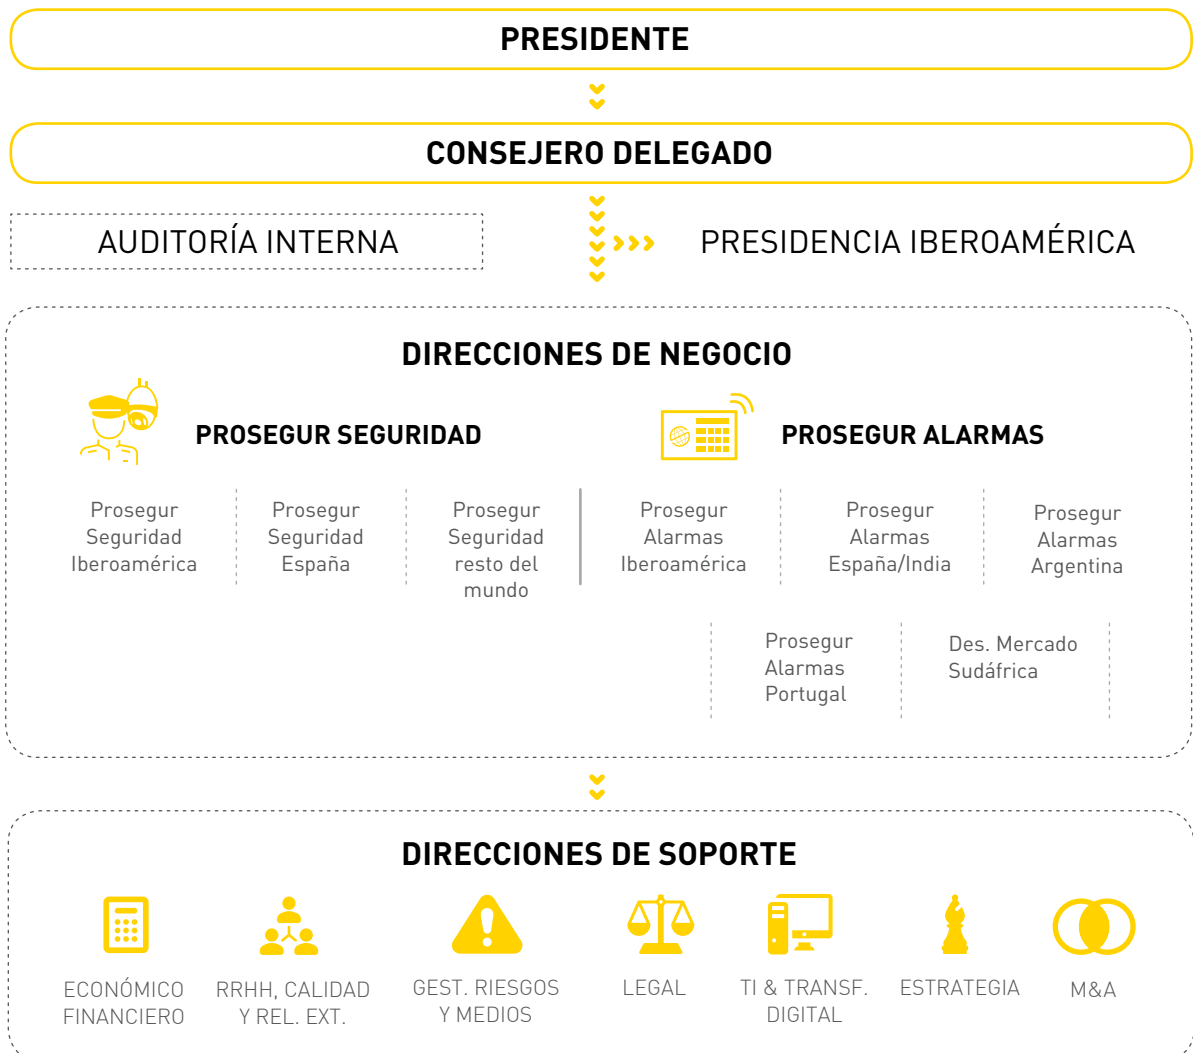 PRESIDENTE
CONSEJERO DELEGADO
AUDITORÍA INTERNA
PRESIDENCIA IBEROAMÉRICA
DIRECCIONES DE NEGOCIO
PROSEGUR SEGURIDAD
Prosegur
Seguridad
Iberoamérica
Prosegur
Seguridad
España
Prosegur
Seguridad
resto del
mundo
PROSEGUR ALARMAS
Prosegur
Alarmas
Iberoamérica
Prosegur
Alarmas
España/India
Prosegur
Alarmas
Argentina
Prosegur
Alarmas
Portugal
Des. Mercado
Sudáfrica
DIRECCIONES DE SOPORTE
ECONÓMICO
FINANCIERO
RRHH, CALIDAD
Y REL. EXT.
GEST. RIESGOS
Y MEDIOS
LEGAL
TI & TRANSF.
DIGITAL
ESTRATEGIA
M&A